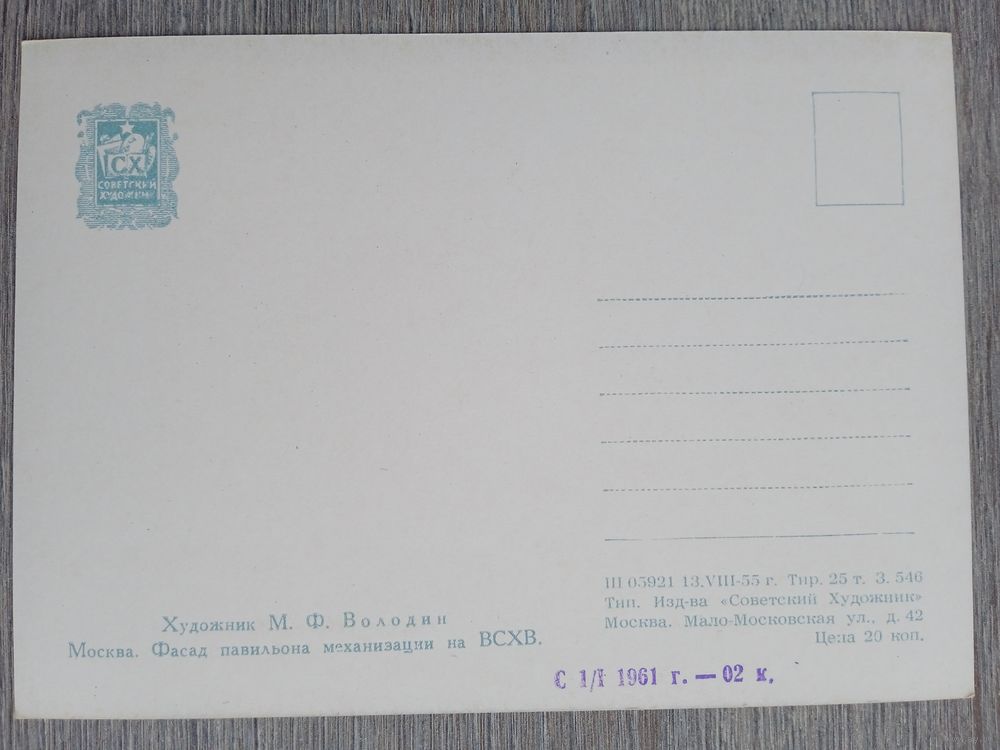 СХ
СОВЕТСКИЙ
ХУДОЖНИК
Художник М. Ф. Володин
Москва. Фасад павильона механизации на ВСХВ.
Ш 05921 13.VIII-55 г. Тир. 25 т. З. 546
Тип. Изд-ва «Советский Художник»
Москва. Мало-Московская ул., д. 42
Цена 20 коп.
С 1/I 1961 г. — 02 к.